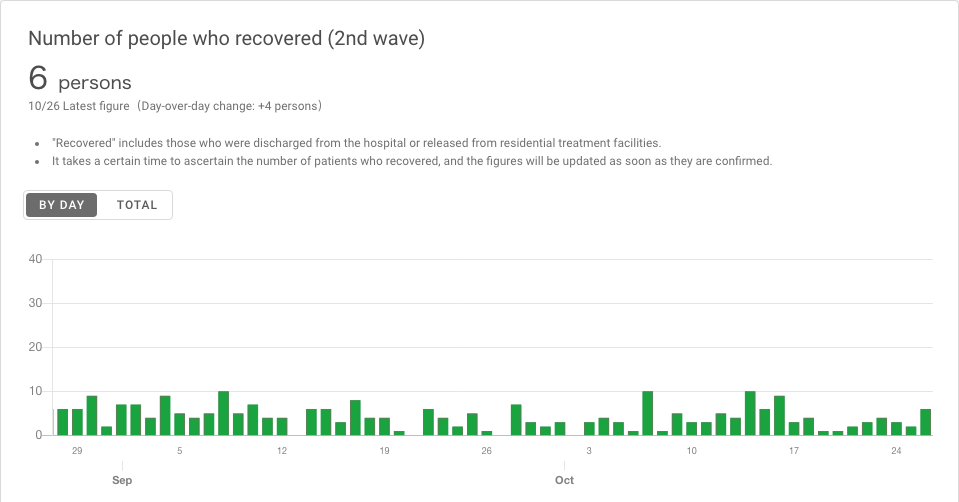 Number of people who recovered (2nd wave)
6 persons
10/26 Latest figure (Day-over-day change: +4 persons)
• "Recovered" includes those who were discharged from the hospital or released from residential treatment facilities.
• It takes a certain time to ascertain the number of patients who recovered, and the figures will be updated as soon as they are confirmed.
BY DAY TOTAL
40
30
20
10
0
29 5 12 19 26 3 10 17 24
Sep Oct